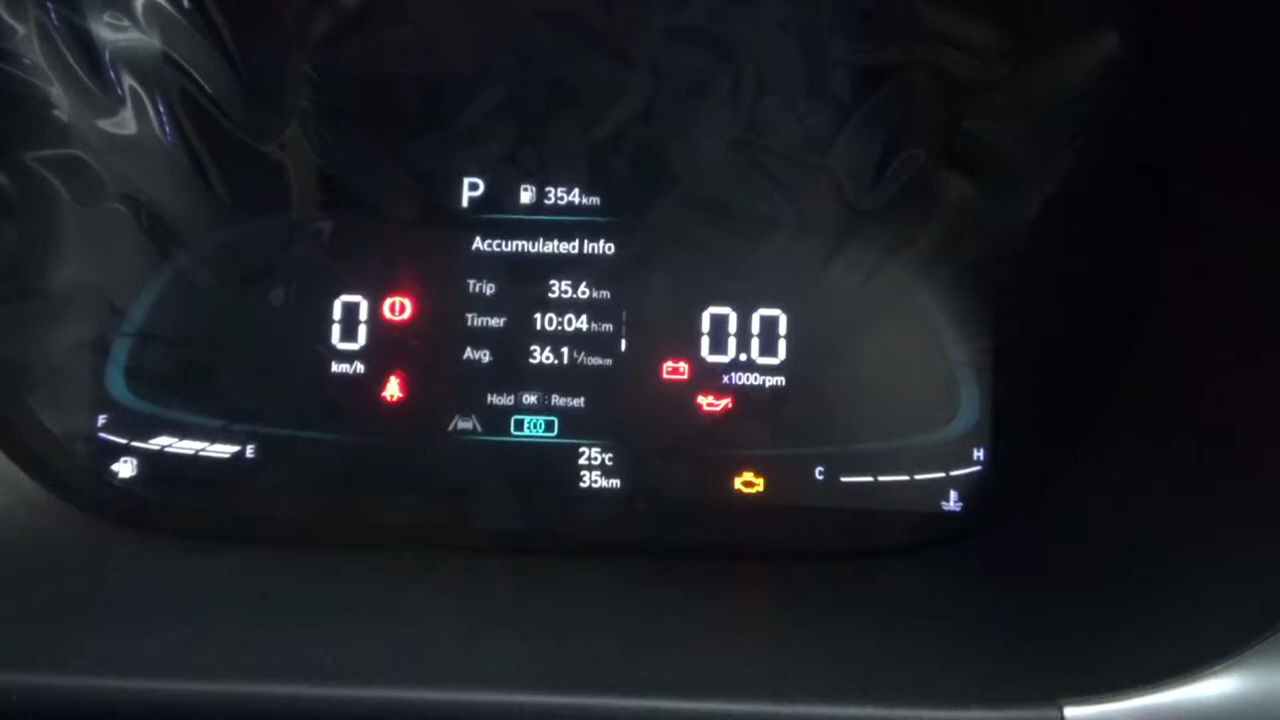 P 354km
Accumulated Info
Trip 35.6 km
Timer 10:04 h:m
Avg. 36.1 L/100km
Hold OK : Reset
ECO
0
km/h
0.0
x1000rpm
F E
25℃
35km
C H